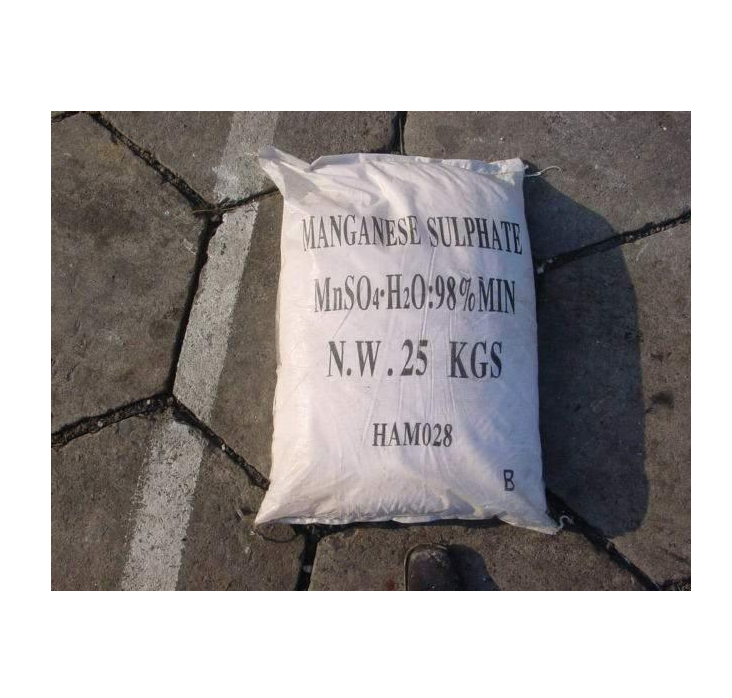 MANGANESE SULPHATE
MnSO₄·H₂O:98%MIN
N.W.25 KGS
HAM028
B